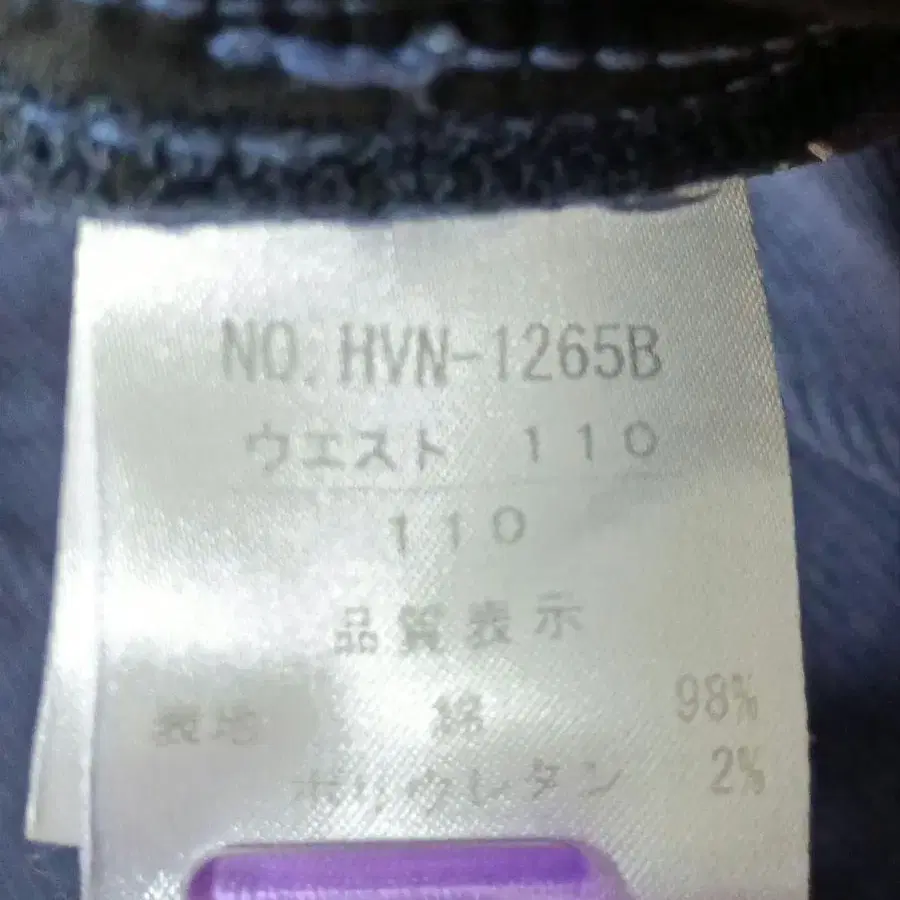 NO. HVN-1265B
ウエスト 110
110
品質表示
表地 綿 98%
ポリウレタン 2%